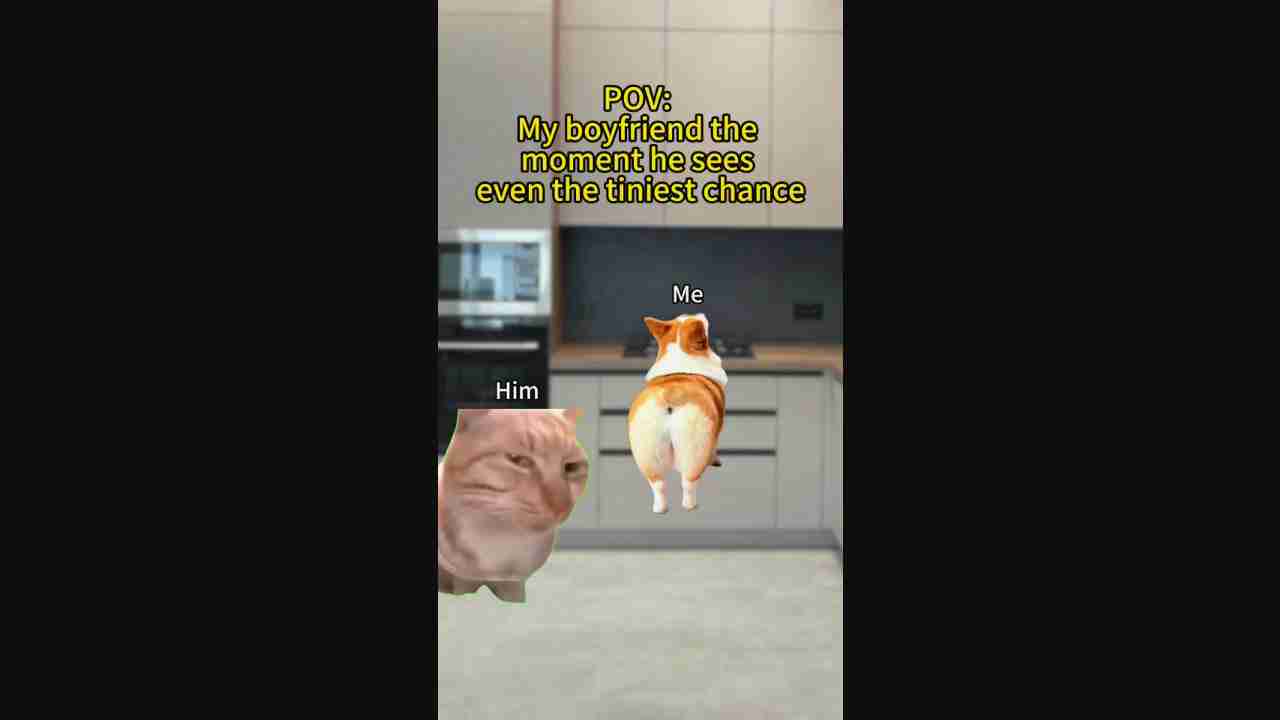 POV:
My boyfriend the
moment he sees
even the tiniest chance
Me
Him